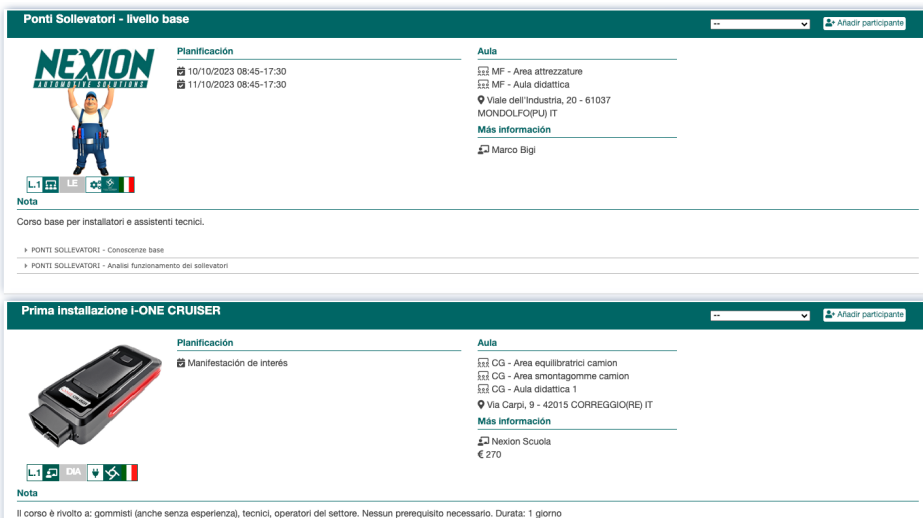 Ponti Sollevatori - livello base
--
Añadir participante
NEXION
AUTOMOTIVE SOLUTIONS
Planificación
10/10/2023 08:45-17:30
11/10/2023 08:45-17:30
Aula
MF - Area attrezzature
MF - Aula didattica
Viale dell'Industria, 20 - 61037
MONDOLFO(PU) IT
Más información
Marco Bigi
L.1 LE
Nota
Corso base per installatori e assistenti tecnici.
PONTI SOLLEVATORI - Conoscenze base
PONTI SOLLEVATORI - Analisi funzionamento dei sollevatori
Prima installazione i-ONE CRUISER
--
Añadir participante
Planificación
Manifestación de interés
Aula
CG - Area equilibratrici camion
CG - Area smontagomme camion
CG - Aula didattica 1
Via Carpi, 9 - 42015 CORREGGIO(RE) IT
Más información
Nexion Scuola
€ 270
L.1 DIA
Nota
Il corso è rivolto a: gommisti (anche senza esperienza), tecnici, operatori del settore. Nessun prerequisito necessario. Durata: 1 giorno